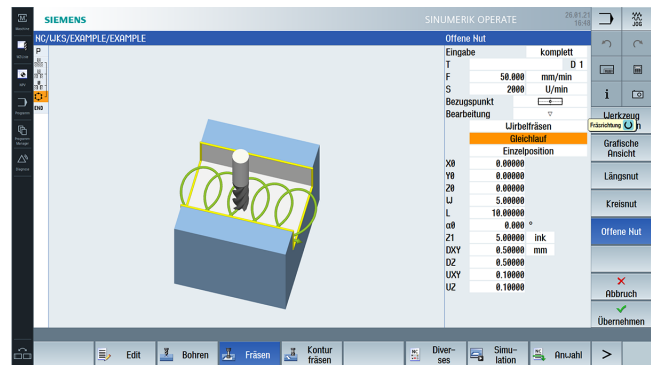 SIEMENS
SINUMERIK OPERATE
JOG
NC/WKS/EXAMPLE/EXAMPLE
Offene Nut
P
END
Eingabe komplett
T D 1
F 50.000 mm/min
S 2000 U/min
Bezugspunkt
Bearbeitung ▽
Wirbelfräsen
Gleichlauf
Einzelposition
X0 0.00000
Y0 0.00000
Z0 0.00000
W 5.00000
L 10.00000
α0 0.000 °
Z1 5.00000 ink
DXY 0.50000 mm
DZ 0.50000
UXY 0.10000
UZ 0.10000
Fräsrichtung
Grafische Ansicht
Längsnut
Kreisnut
Offene Nut
Abbruch
Übernehmen
Edit
Bohren
Fräsen
Kontur fräsen
NC Diver-ses
Simu-lation
NC Anwahl
>